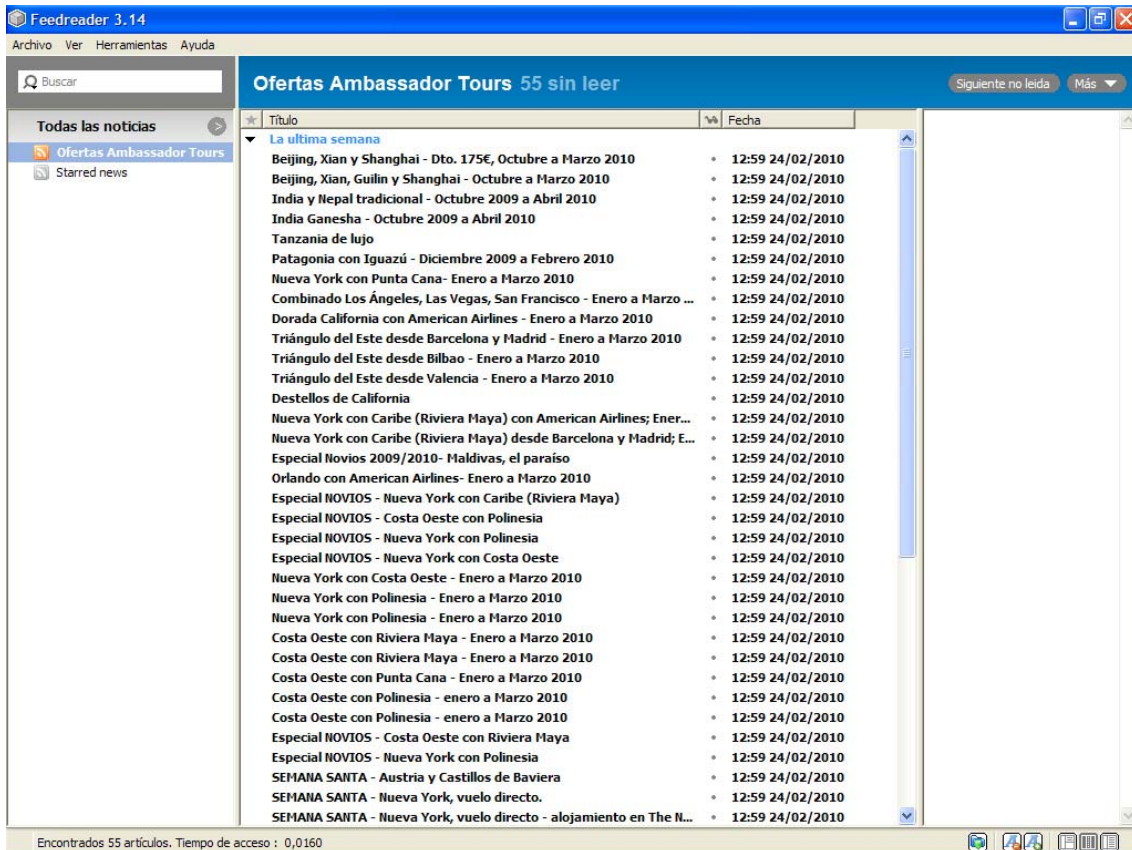 Feedreader 3.14
Archivo Ver Herramientas Ayuda
Buscar
Ofertas Ambassador Tours 55 sin leer
Siguiente no leida Más
Todas las noticias
Ofertas Ambassador Tours
Starred news
Título Fecha
La ultima semana
Beijing, Xian y Shanghai - Dto. 175€, Octubre a Marzo 2010 12:59 24/02/2010
Beijing, Xian, Guilin y Shanghai - Octubre a Marzo 2010 12:59 24/02/2010
India y Nepal tradicional - Octubre 2009 a Abril 2010 12:59 24/02/2010
India Ganesha - Octubre 2009 a Abril 2010 12:59 24/02/2010
Tanzania de lujo 12:59 24/02/2010
Patagonia con Iguazú - Diciembre 2009 a Febrero 2010 12:59 24/02/2010
Nueva York con Punta Cana- Enero a Marzo 2010 12:59 24/02/2010
Combinado Los Ángeles, Las Vegas, San Francisco - Enero a Marzo ... 12:59 24/02/2010
Dorada California con American Airlines - Enero a Marzo 2010 12:59 24/02/2010
Triángulo del Este desde Barcelona y Madrid - Enero a Marzo 2010 12:59 24/02/2010
Triángulo del Este desde Bilbao - Enero a Marzo 2010 12:59 24/02/2010
Triángulo del Este desde Valencia - Enero a Marzo 2010 12:59 24/02/2010
Destellos de California 12:59 24/02/2010
Nueva York con Caribe (Riviera Maya) con American Airlines; Ener... 12:59 24/02/2010
Nueva York con Caribe (Riviera Maya) desde Barcelona y Madrid; E... 12:59 24/02/2010
Especial Novios 2009/2010- Maldivas, el paraíso 12:59 24/02/2010
Orlando con American Airlines- Enero a Marzo 2010 12:59 24/02/2010
Especial NOVIOS - Nueva York con Caribe (Riviera Maya) 12:59 24/02/2010
Especial NOVIOS - Costa Oeste con Polinesia 12:59 24/02/2010
Especial NOVIOS - Nueva York con Polinesia 12:59 24/02/2010
Especial NOVIOS - Nueva York con Costa Oeste 12:59 24/02/2010
Nueva York con Costa Oeste - Enero a Marzo 2010 12:59 24/02/2010
Nueva York con Polinesia - Enero a Marzo 2010 12:59 24/02/2010
Nueva York con Polinesia - Enero a Marzo 2010 12:59 24/02/2010
Costa Oeste con Riviera Maya - Enero a Marzo 2010 12:59 24/02/2010
Costa Oeste con Riviera Maya - Enero a Marzo 2010 12:59 24/02/2010
Costa Oeste con Punta Cana - Enero a Marzo 2010 12:59 24/02/2010
Costa Oeste con Polinesia - enero a Marzo 2010 12:59 24/02/2010
Costa Oeste con Polinesia - enero a Marzo 2010 12:59 24/02/2010
Especial NOVIOS - Costa Oeste con Riviera Maya 12:59 24/02/2010
Especial NOVIOS - Nueva York con Polinesia 12:59 24/02/2010
SEMANA SANTA - Austria y Castillos de Baviera 12:59 24/02/2010
SEMANA SANTA - Nueva York, vuelo directo. 12:59 24/02/2010
SEMANA SANTA - Nueva York, vuelo directo - alojamiento en The N... 12:59 24/02/2010
Encontrados 55 artículos. Tiempo de acceso : 0,0160